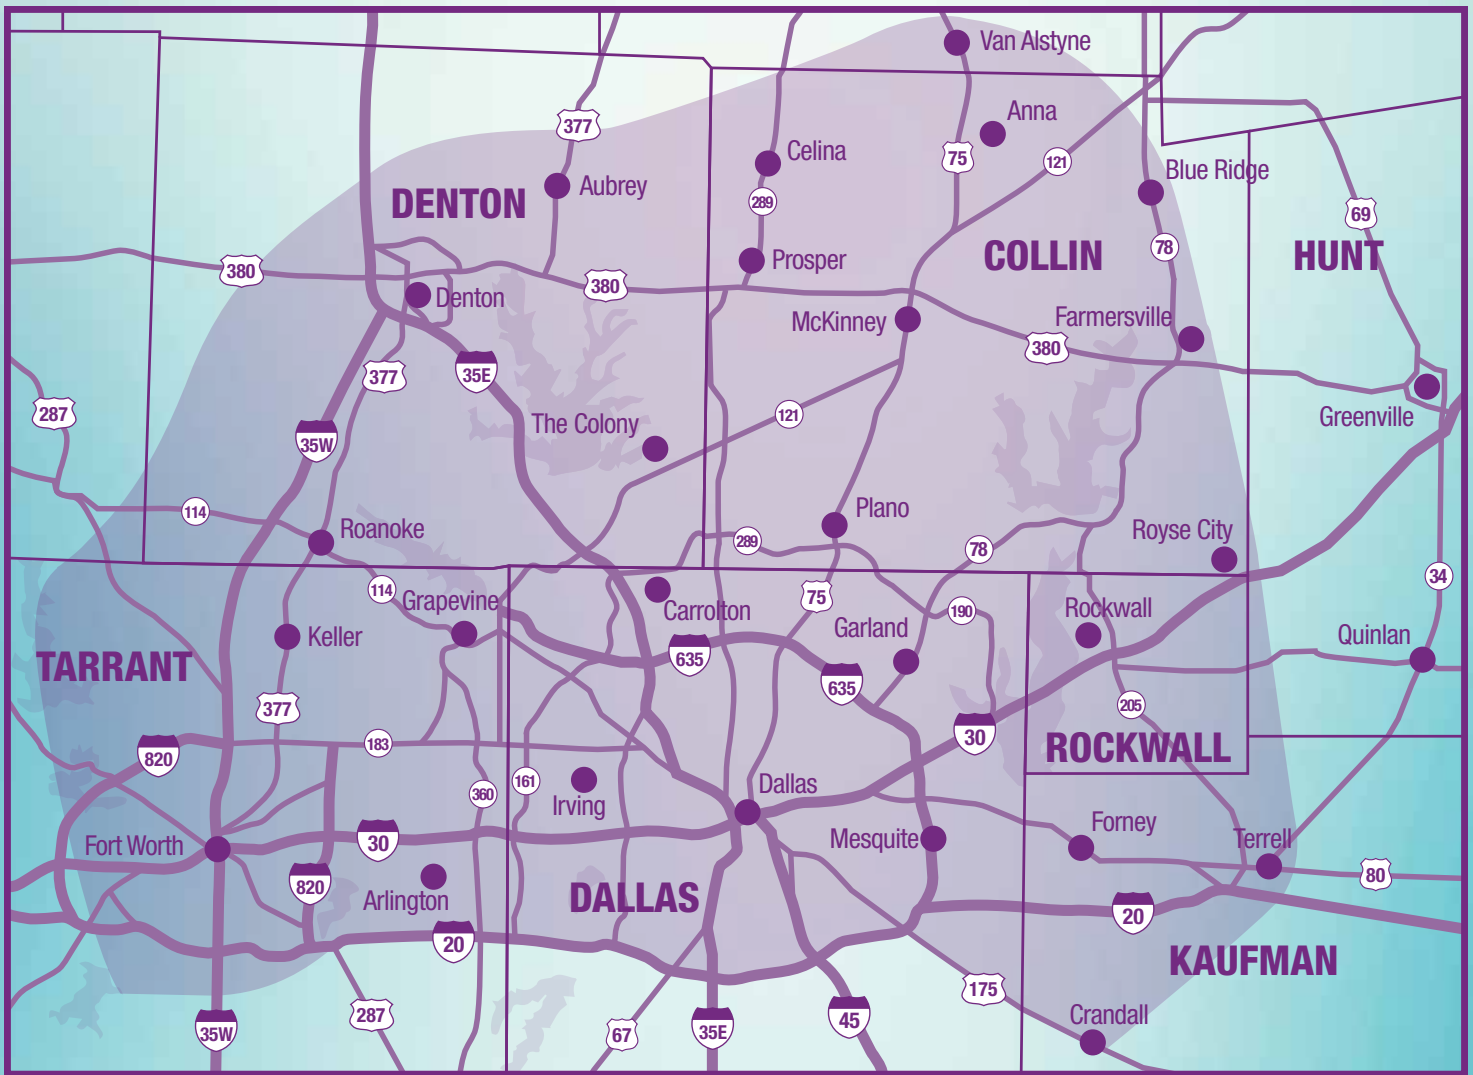 Van Alstyne
Anna
377
Celina
75
121
Blue Ridge
Aubrey
DENTON
289
69
78
COLLIN
HUNT
380
Prosper
380
Denton
McKinney
Farmersville
380
377
35E
287
The Colony
121
Greenville
35W
114
Roanoke
Plano
Royse City
289
78
34
114
Grapevine
Carrolton
75
190
Rockwall
Garland
Quinlan
Keller
TARRANT
635
635
377
205
183
30
ROCKWALL
820
360
161
Irving
Dallas
Fort Worth
30
Mesquite
Forney
Terrell
820
Arlington
DALLAS
80
20
20
KAUFMAN
175
287
35W
67
35E
45
Crandall